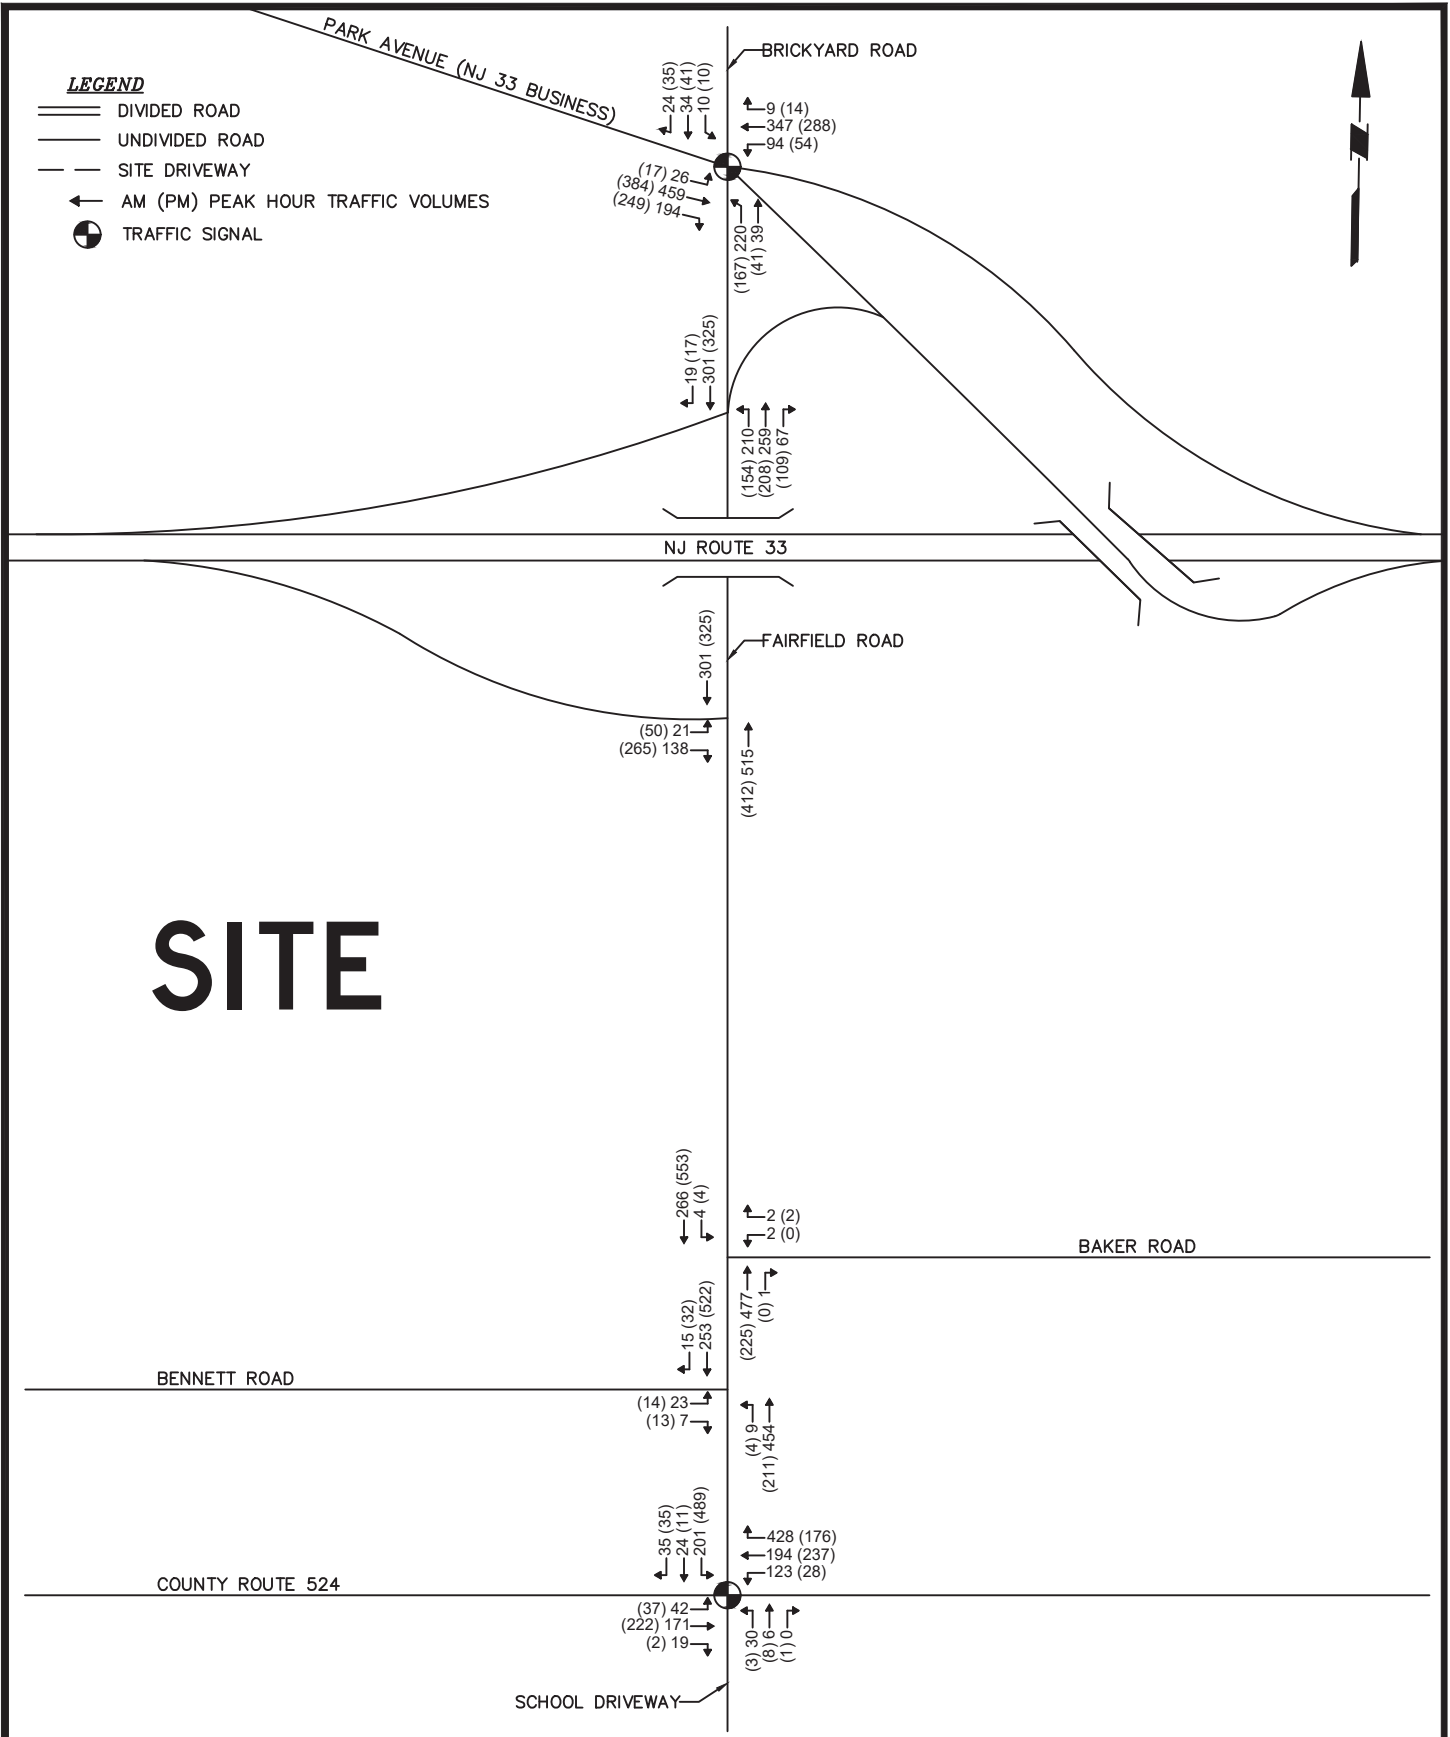 PARK AVENUE (NJ 33 BUSINESS)
BRICKYARD ROAD
LEGEND
DIVIDED ROAD
UNDIVIDED ROAD
SITE DRIVEWAY
AM (PM) PEAK HOUR TRAFFIC VOLUMES
TRAFFIC SIGNAL
24 (35)
34 (41)
10 (10)
9 (14)
347 (288)
94 (54)
(17) 26
(384) 459
(249) 194
(167) 220
(41) 39
19 (17)
301 (325)
(154) 210
(208) 259
(109) 67
NJ ROUTE 33
301 (325)
FAIRFIELD ROAD
(50) 21
(265) 138
(412) 515
SITE
266 (553)
4 (4)
2 (2)
2 (0)
BAKER ROAD
(225) 477
(0) 1
15 (32)
253 (522)
BENNETT ROAD
(14) 23
(13) 7
(4) 9
(211) 454
35 (35)
24 (11)
201 (489)
428 (176)
194 (237)
123 (28)
COUNTY ROUTE 524
(37) 42
(222) 171
(2) 19
(3) 30
(8) 6
(1) 0
SCHOOL DRIVEWAY